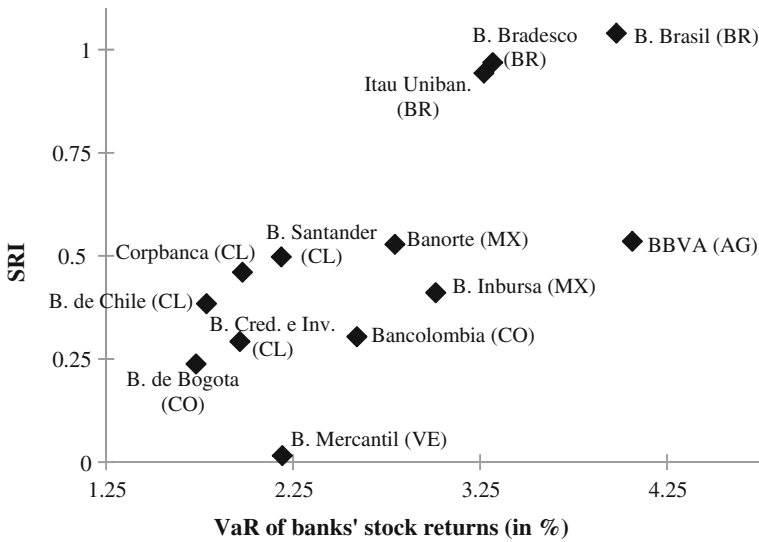 B. Bradesco
(BR)
B. Brasil (BR)
1
Itau Uniban.
(BR)
0.75
SRI
B. Santander
(CL)
Corpbanca (CL)
Banorte (MX)
BBVA (AG)
0.5
B. Inbursa (MX)
B. de Chile (CL)
B. Cred. e Inv.
(CL)
Bancolombia (CO)
0.25
B. de Bogota
(CO)
B. Mercantil (VE)
0
1.25 2.25 3.25 4.25
VaR of banks' stock returns (in %)